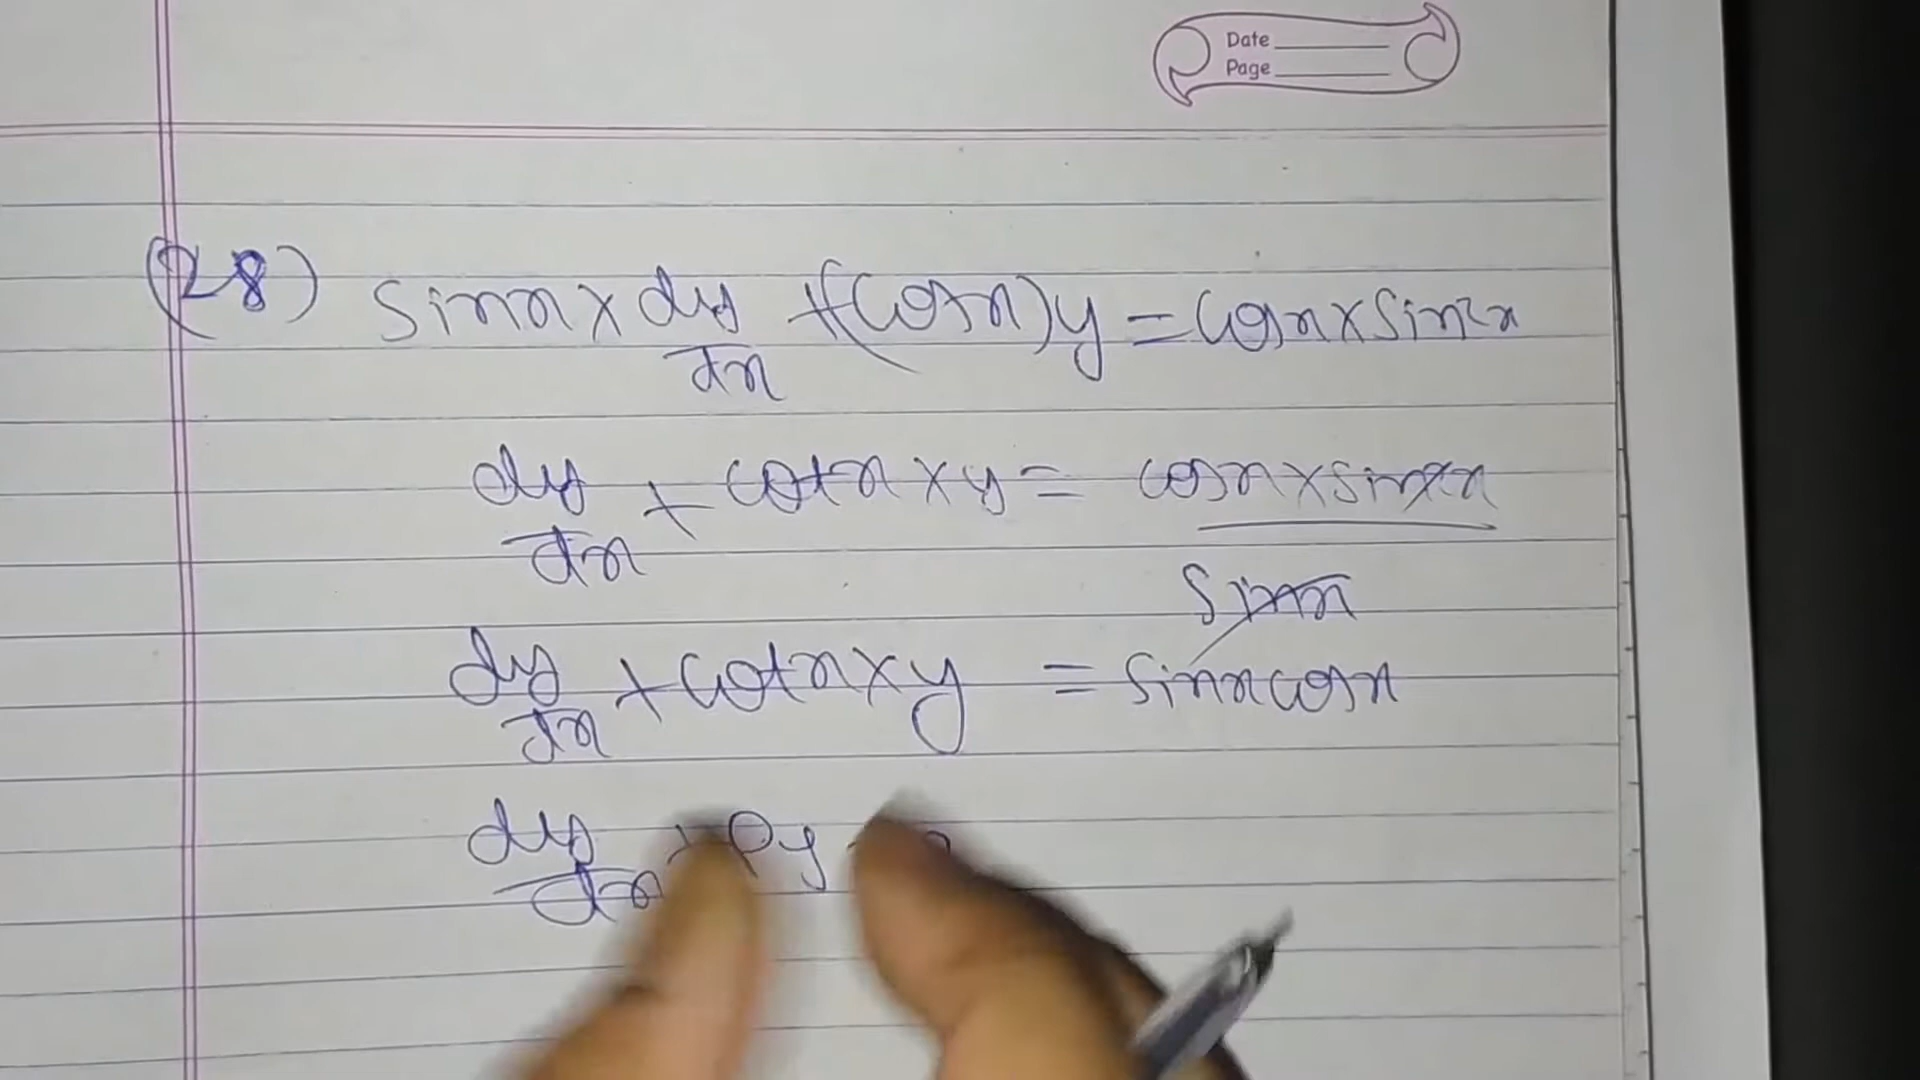 Date
Page
(28) sinx x dy/dx + (cosx)y = cosx x sin²x
dy/dx + cotx x y = cosx x sin²x / sinx
dy/dx + cotx x y = sinx cosx
dy/dx + Py